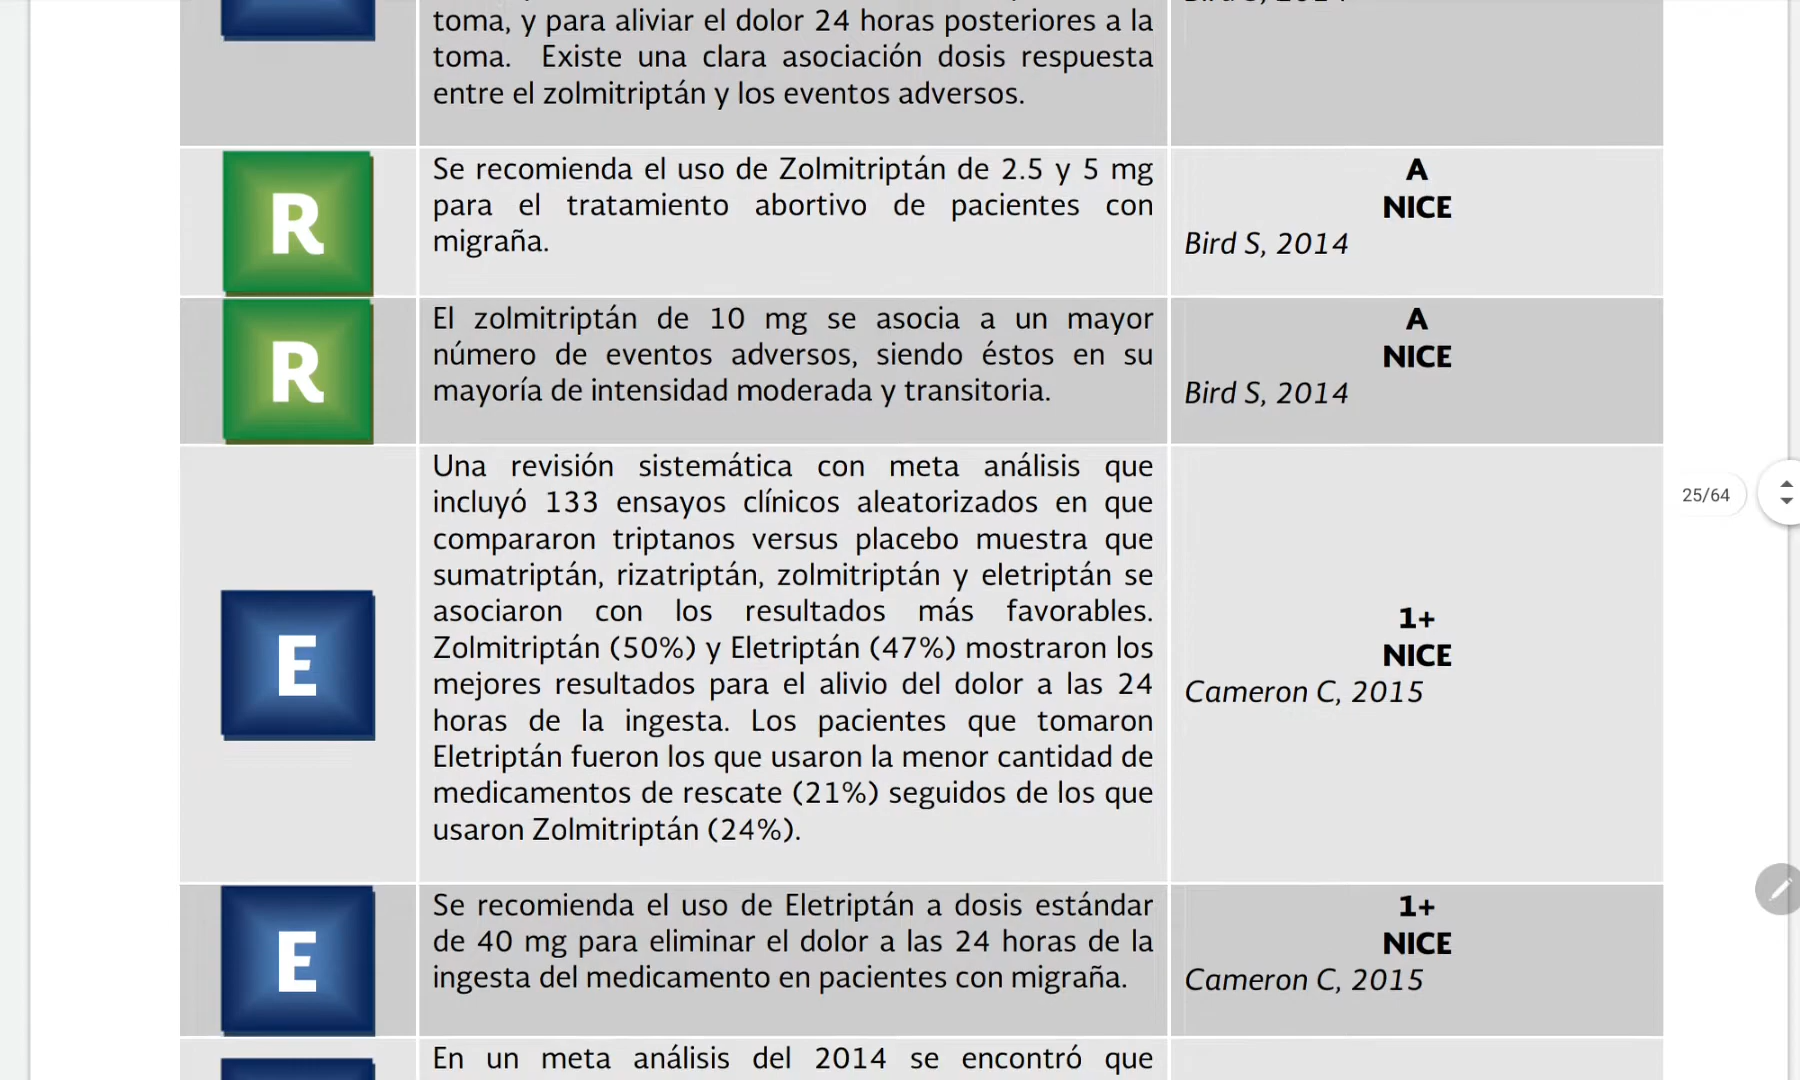 toma, y para aliviar el dolor 24 horas posteriores a la
toma. Existe una clara asociación dosis respuesta
entre el zolmitriptán y los eventos adversos.
R
Se recomienda el uso de Zolmitriptán de 2.5 y 5 mg
para el tratamiento abortivo de pacientes con
migraña.
A
NICE
Bird S, 2014
R
El zolmitriptán de 10 mg se asocia a un mayor
número de eventos adversos, siendo éstos en su
mayoría de intensidad moderada y transitoria.
A
NICE
Bird S, 2014
E
Una revisión sistemática con meta análisis que
incluyó 133 ensayos clínicos aleatorizados en que
compararon triptanos versus placebo muestra que
sumatriptán, rizatriptán, zolmitriptán y eletriptán se
asociaron con los resultados más favorables.
Zolmitriptán (50%) y Eletriptán (47%) mostraron los
mejores resultados para el alivio del dolor a las 24
horas de la ingesta. Los pacientes que tomaron
Eletriptán fueron los que usaron la menor cantidad de
medicamentos de rescate (21%) seguidos de los que
usaron Zolmitriptán (24%).
1+
NICE
Cameron C, 2015
25/64
E
Se recomienda el uso de Eletriptán a dosis estándar
de 40 mg para eliminar el dolor a las 24 horas de la
ingesta del medicamento en pacientes con migraña.
1+
NICE
Cameron C, 2015
En un meta análisis del 2014 se encontró que